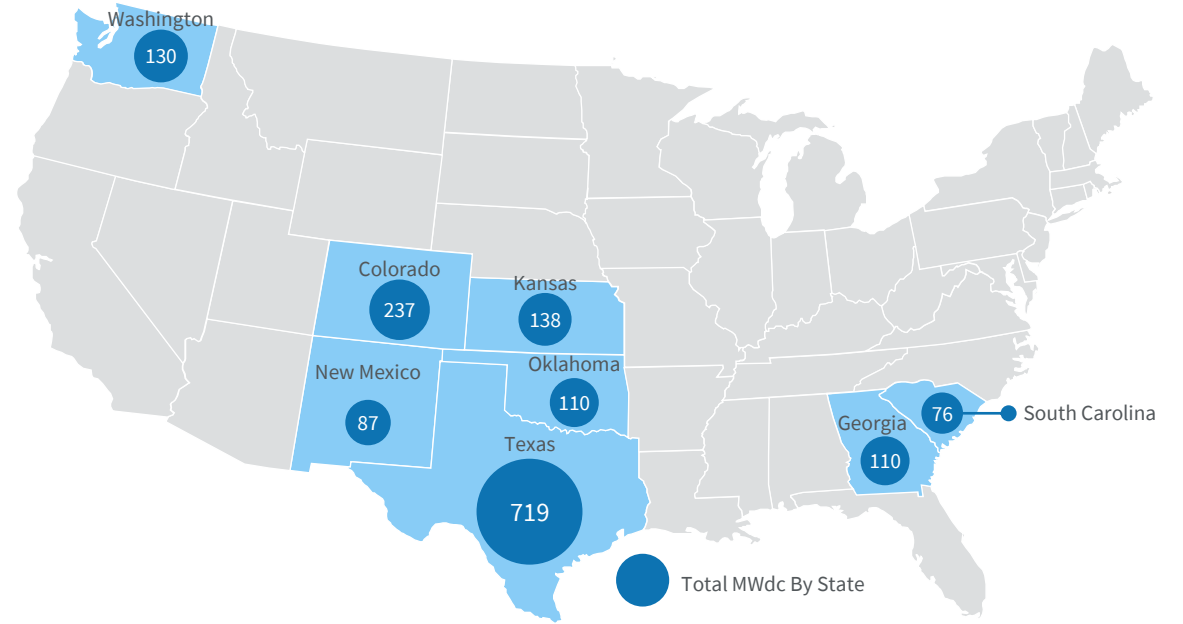 Washington
130
Colorado
237
Kansas
138
New Mexico
87
Oklahoma
110
Texas
719
Georgia
110
76
South Carolina
Total MWdc By State